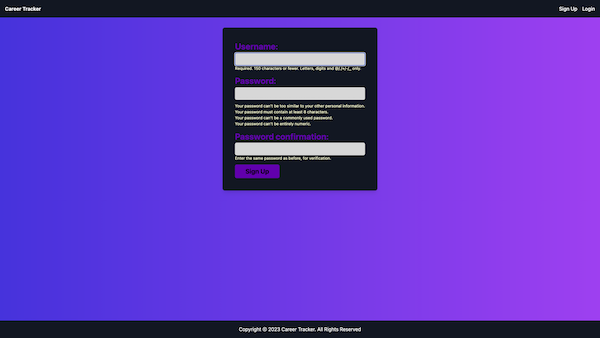 Career Tracker
Sign Up Login
Username:
Required. 150 characters or fewer. Letters, digits and @/./+/-/_ only.
Password:
Your password can't be too similar to your other personal information.
Your password must contain at least 8 characters.
Your password can't be a commonly used password.
Your password can't be entirely numeric.
Password confirmation:
Enter the same password as before, for verification.
Sign Up
Copyright © 2023 Career Tracker. All Rights Reserved